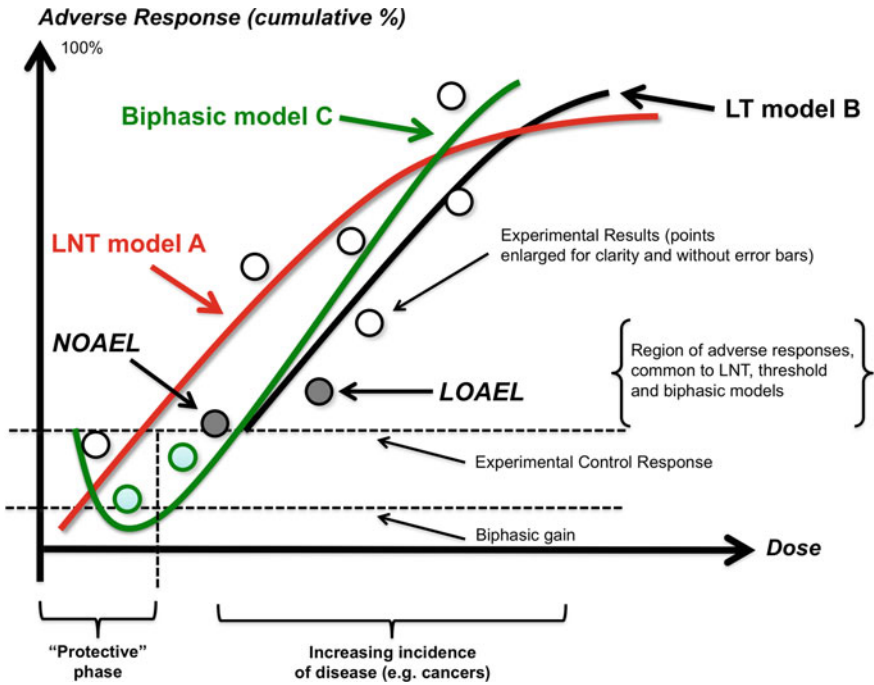 Adverse Response (cumulative %)
100%
Biphasic model C
LT model B
LNT model A
Experimental Results (points
enlarged for clarity and without error bars)
NOAEL
LOAEL
Region of adverse responses,
common to LNT, threshold
and biphasic models
Experimental Control Response
Biphasic gain
Dose
“Protective”
phase
Increasing incidence
of disease (e.g. cancers)